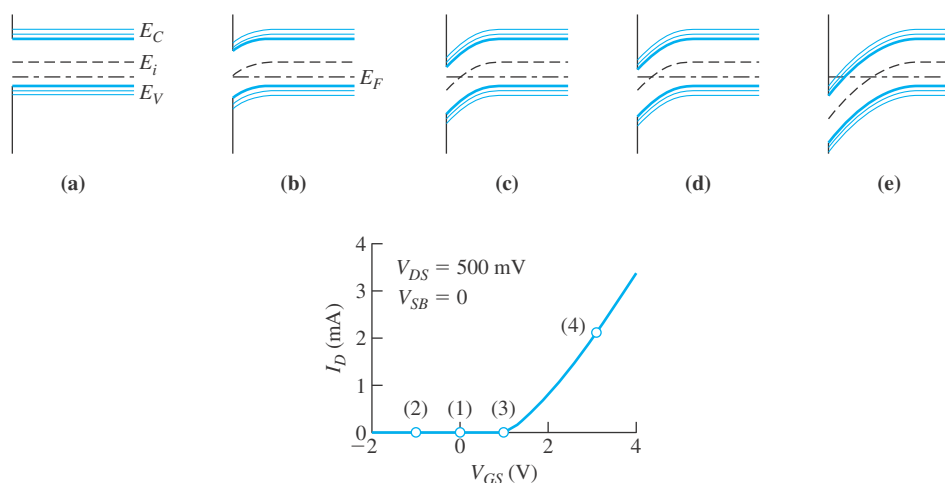 E_C
E_i
E_F
E_V
(a)
(b)
(c)
(d)
(e)
4
V_DS = 500 mV
3
V_SB = 0
(4)
I_D (mA)
2
1
(2)
(1)
(3)
0
−2
0
2
4
V_GS (V)